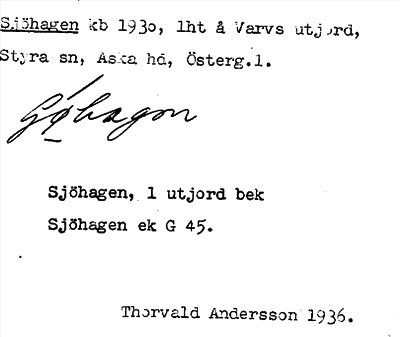 Sjöhagen kb 1930, lht å Varvs utjord,
Styra sn, Aska hd, Österg.l.
Sjöhagen, 1 utjord bek
Sjöhagen ek G 45.
Thorvald Andersson 1936.